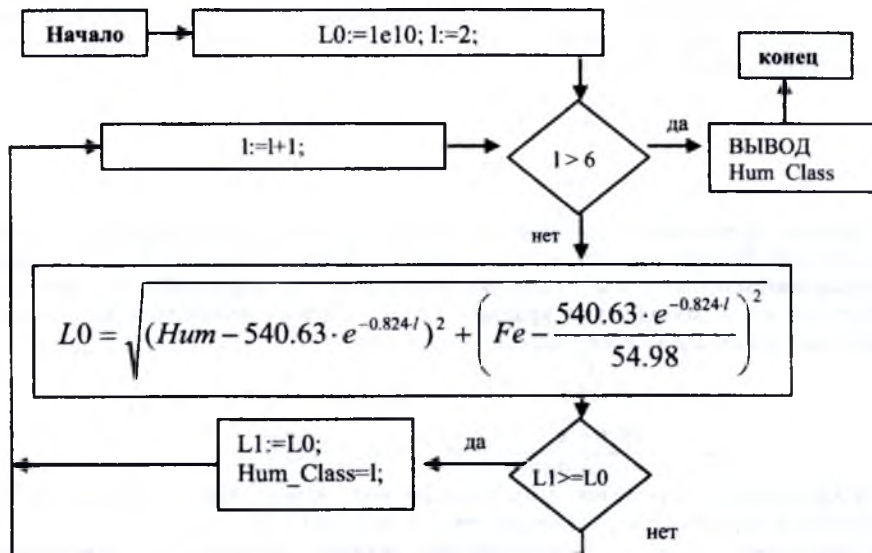 Начало
L0:=1e10; l:=2;
конец
l:=l+1;
l > 6
да
ВЫВОД
Hum Class
нет
L0 = √((Hum − 540.63 · e^{−0.824·l})² + (Fe − 540.63 · e^{−0.824·l} / 54.98)²)
L1:=L0;
Hum_Class=l;
да
L1>=L0
нет